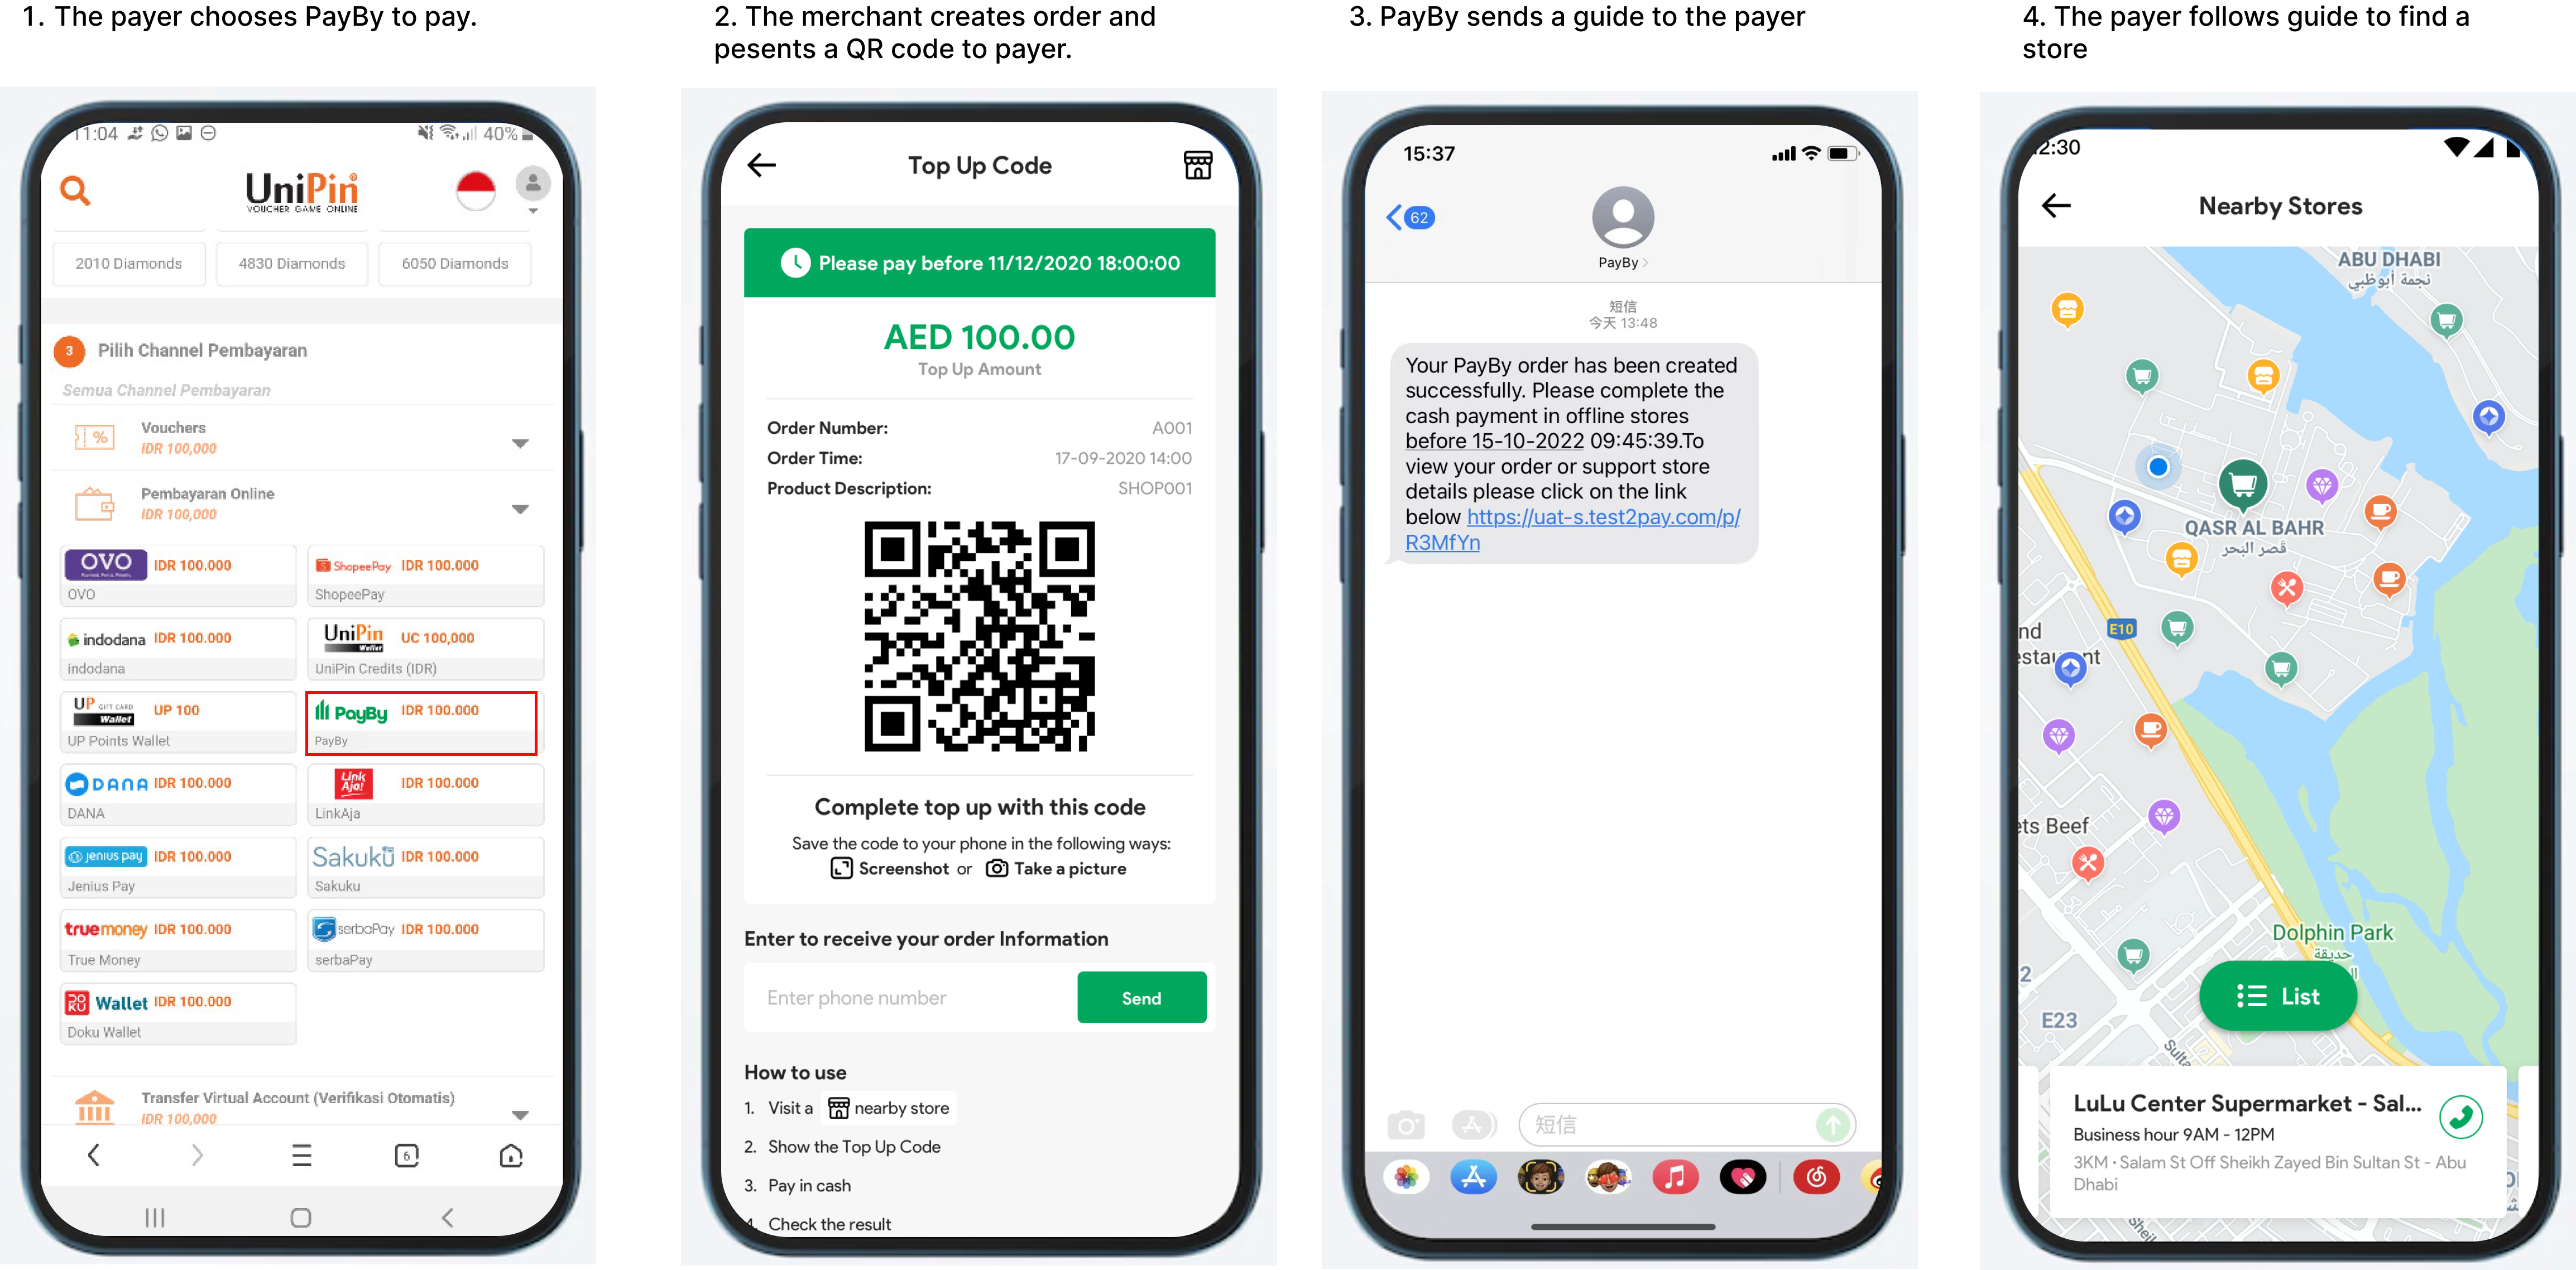 1. The payer chooses PayBy to pay.
11:04
40%
UniPin
VOUCHER GAME ONLINE
2010 Diamonds
4830 Diamonds
6050 Diamonds
3
Pilih Channel Pembayaran
Semua Channel Pembayaran
Vouchers
IDR 100,000
Pembayaran Online
IDR 100,000
OVO
IDR 100.000
OVO
ShopeePay
IDR 100.000
ShopeePay
indodana
IDR 100.000
indodana
UniPin
Wallet
UC 100,000
UniPin Credits (IDR)
UP GIFT CARD
Wallet
UP 100
UP Points Wallet
PayBy
IDR 100.000
PayBy
DANA
IDR 100.000
DANA
Link
Aja!
IDR 100.000
LinkAja
jenius pay
IDR 100.000
Jenius Pay
Sakuku
IDR 100.000
Sakuku
truemoney
IDR 100.000
True Money
serbaPay
IDR 100.000
serbaPay
DOKU Wallet
IDR 100.000
Doku Wallet
Transfer Virtual Account (Verifikasi Otomatis)
IDR 100,000
6
2. The merchant creates order and
pesents a QR code to payer.
Top Up Code
Please pay before 11/12/2020 18:00:00
AED 100.00
Top Up Amount
Order Number:
A001
Order Time:
17-09-2020 14:00
Product Description:
SHOP001
Complete top up with this code
Save the code to your phone in the following ways:
Screenshot or Take a picture
Enter to receive your order Information
Enter phone number
Send
How to use
1. Visit a nearby store
2. Show the Top Up Code
3. Pay in cash
4. Check the result
3. PayBy sends a guide to the payer
15:37
62
PayBy
短信
今天 13:48
Your PayBy order has been created
successfully. Please complete the
cash payment in offline stores
before 15-10-2022 09:45:39.To
view your order or support store
details please click on the link
below https://uat-s.test2pay.com/p/
R3MfYn
短信
4. The payer follows guide to find a
store
2:30
Nearby Stores
ABU DHABI
نجمة أبوظبي
QASR AL BAHR
قصر البحر
E10
nd
ets Beef
Dolphin Park
حديقة
2
E23
List
LuLu Center Supermarket - Sal...
Business hour 9AM - 12PM
3KM · Salam St Off Sheikh Zayed Bin Sultan St - Abu
Dhabi